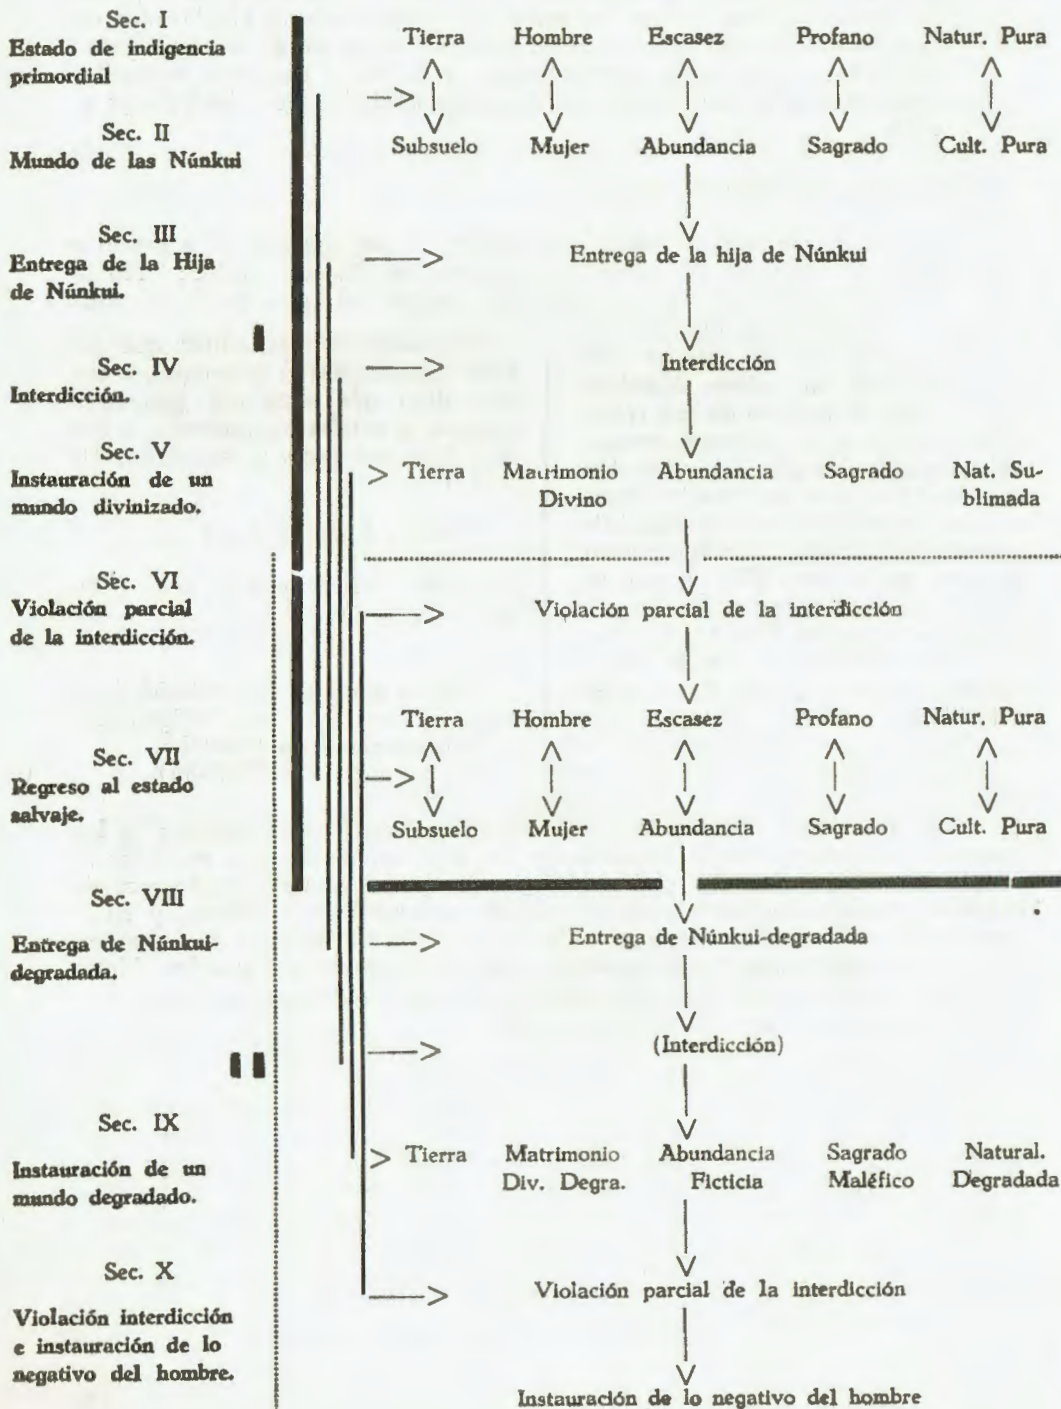 Sec. I
Estado de indigencia
primordial
Tierra Hombre Escasez Profano Natur. Pura
Sec. II
Mundo de las Núnkui
Subsuelo Mujer Abundancia Sagrado Cult. Pura
Sec. III
Entrega de la Hija
de Núnkui.
Entrega de la hija de Núnkui
I
Sec. IV
Interdicción.
Interdicción
Sec. V
Instauración de un
mundo divinizado.
Tierra Matrimonio Abundancia Sagrado Nat. Su-
Divino blimada
Sec. VI
Violación parcial
de la interdicción.
Violación parcial de la interdicción
Tierra Hombre Escasez Profano Natur. Pura
Sec. VII
Regreso al estado
salvaje.
Subsuelo Mujer Abundancia Sagrado Cult. Pura
Sec. VIII
Entrega de Núnkui-
degradada.
Entrega de Núnkui-degradada
(Interdicción)
II
Sec. IX
Instauración de un
mundo degradado.
Tierra Matrimonio Abundancia Sagrado Natural.
Div. Degra. Ficticia Maléfico Degradada
Sec. X
Violación interdicción
e instauración de lo
negativo del hombre.
Violación parcial de la interdicción
Instauración de lo negativo del hombre